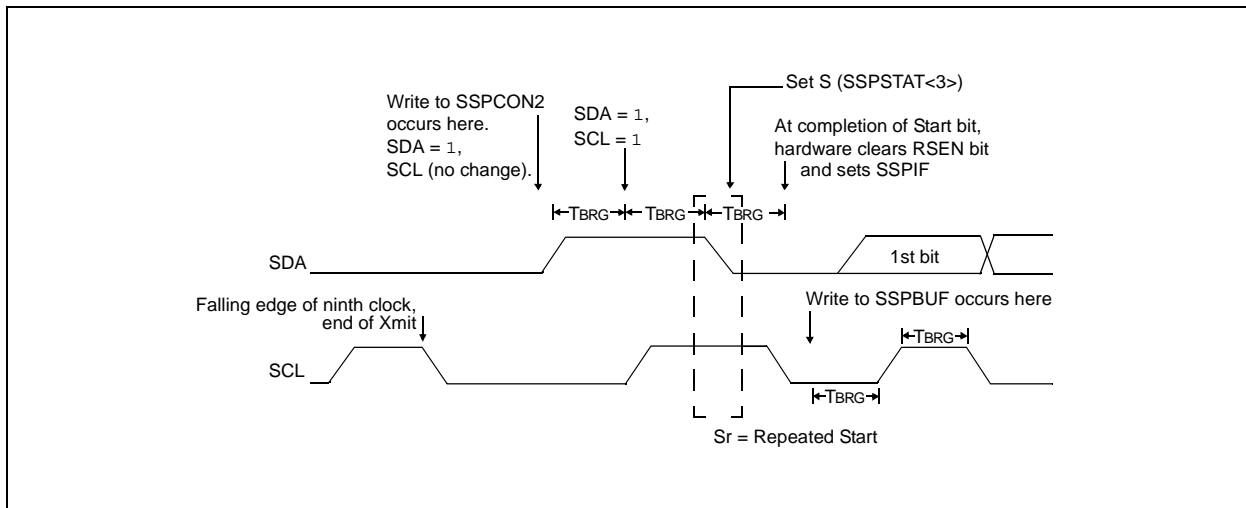 Set S (SSPSTAT<3>)
Write to SSPCON2
occurs here.
SDA = 1,
SCL (no change).
SDA = 1,
SCL = 1
At completion of Start bit,
hardware clears RSEN bit
and sets SSPIF
TBRG
TBRG
TBRG
SDA
1st bit
Falling edge of ninth clock,
end of Xmit
Write to SSPBUF occurs here
TBRG
SCL
TBRG
Sr = Repeated Start